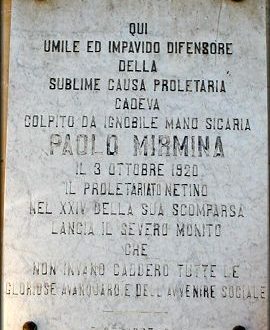 QUI
UMILE ED IMPAVIDO DIFENSORE
DELLA
SUBLIME CAUSA PROLETARIA
CADEVA
COLPITO DA IGNOBILE MANO SICARIA
PAOLO MIRMINA
IL 3 OTTOBRE 1920
IL PROLETARIATO NETINO
NEL XXIV DELLA SUA SCOMPARSA
LANCIA IL SEVERO MONITO
CHE
NON INVANO CADDERO TUTTE LE
GLORIOSE AVANGUARDIE DELL'AVVENIRE SOCIALE